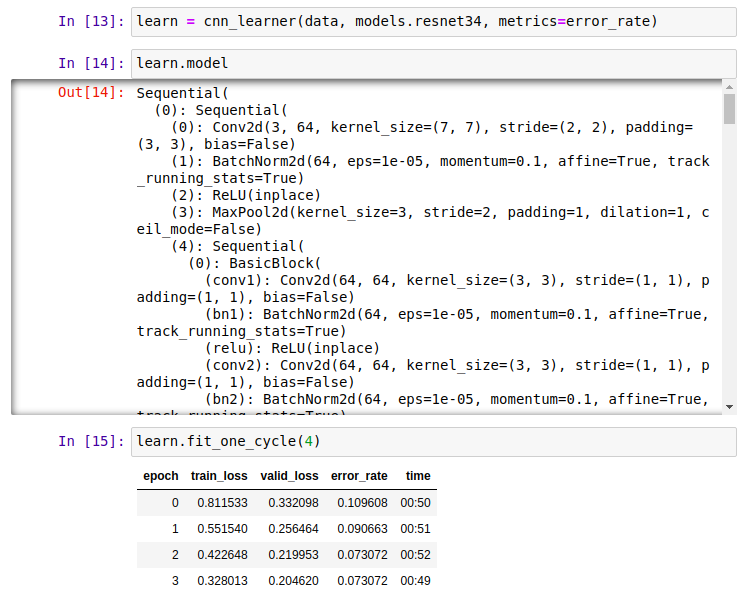 In [13]: learn = cnn_learner(data, models.resnet34, metrics=error_rate)
In [14]: learn.model
Out[14]: Sequential(
(0): Sequential(
(0): Conv2d(3, 64, kernel_size=(7, 7), stride=(2, 2), padding=
(3, 3), bias=False)
(1): BatchNorm2d(64, eps=1e-05, momentum=0.1, affine=True, track
_running_stats=True)
(2): ReLU(inplace)
(3): MaxPool2d(kernel_size=3, stride=2, padding=1, dilation=1, c
eil_mode=False)
(4): Sequential(
(0): BasicBlock(
(conv1): Conv2d(64, 64, kernel_size=(3, 3), stride=(1, 1), p
adding=(1, 1), bias=False)
(bn1): BatchNorm2d(64, eps=1e-05, momentum=0.1, affine=True,
track_running_stats=True)
(relu): ReLU(inplace)
(conv2): Conv2d(64, 64, kernel_size=(3, 3), stride=(1, 1), p
adding=(1, 1), bias=False)
(bn2): BatchNorm2d(64, eps=1e-05, momentum=0.1, affine=True,
track_running_stats=True)
In [15]: learn.fit_one_cycle(4)
epoch train_loss valid_loss error_rate time
0 0.811533 0.332098 0.109608 00:50
1 0.551540 0.256464 0.090663 00:51
2 0.422648 0.219953 0.073072 00:52
3 0.328013 0.204620 0.073072 00:49